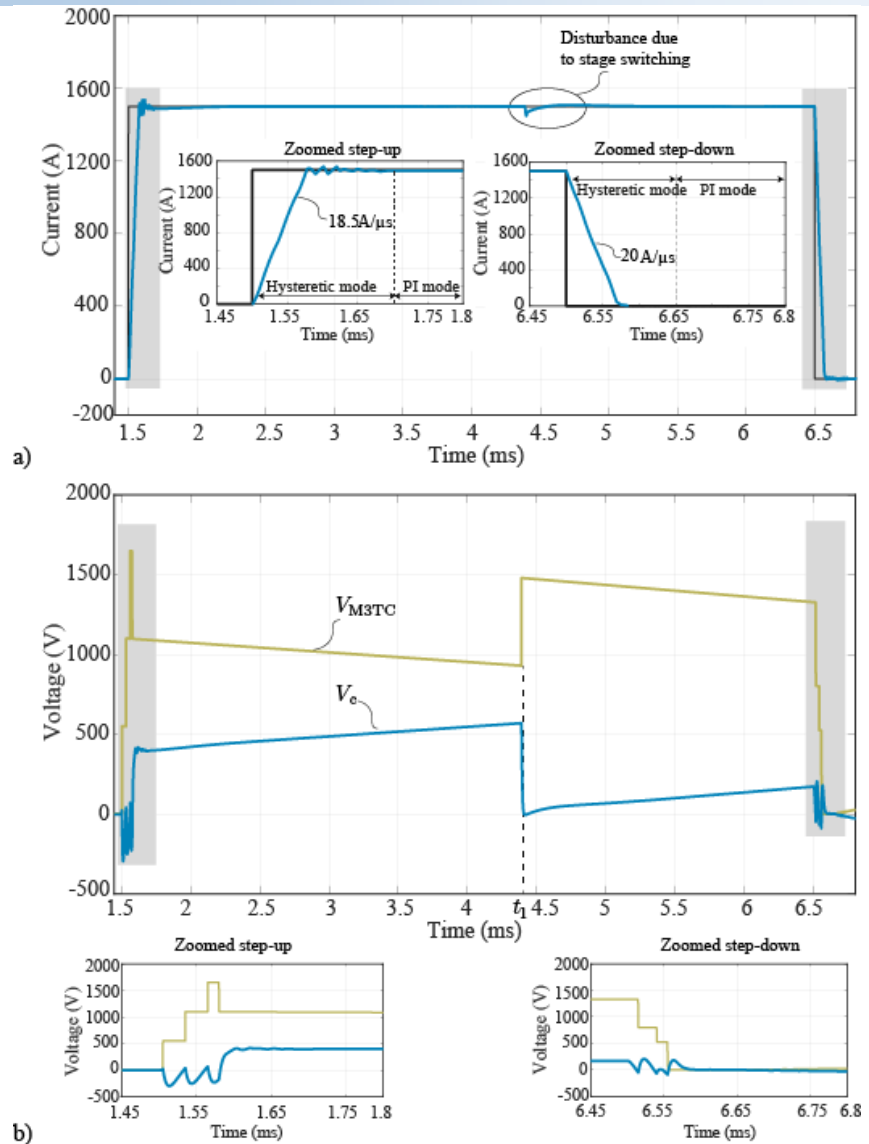 1600
1200
800
400
0
-200
Current (A)
Disturbance due
to stage switching
Zoomed step-up
1600
1200
800
400
0
Current (A)
18.5A/µs
Hysteretic mode
PI mode
1.45
1.55
1.65
1.75
1.8
Time (ms)
Zoomed step-down
1600
1200
800
400
0
Current (A)
Hysteretic mode
PI mode
20A/µs
6.45
6.55
6.65
6.75
6.8
Time (ms)
1.5
2
2.5
3
3.5
4
4.5
5
5.5
6
6.5
Time (ms)
a)
2000
1500
1000
500
0
-500
Voltage (V)
VM3TC
Vc
1.5
2
2.5
3
3.5
4
t1
4.5
5
5.5
6
6.5
Time (ms)
Zoomed step-up
2000
1500
1000
500
0
-500
Voltage (V)
1.45
1.55
1.65
1.75
1.8
Time (ms)
Zoomed step-down
2000
1500
1000
500
0
-500
Voltage (V)
6.45
6.55
6.65
6.75
6.8
Time (ms)
b)